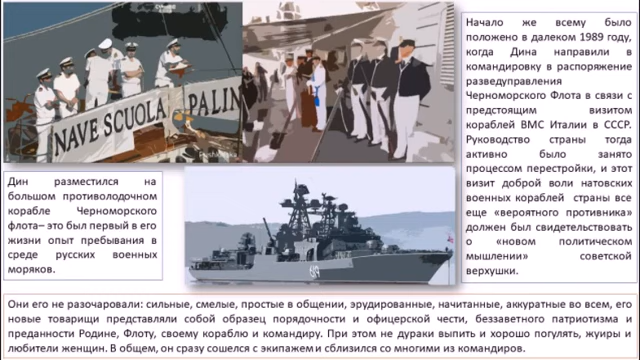 NAVE SCUOLA PALIN
Начало же всему было
положено в далеком 1989 году,
когда Дина направили в
командировку в распоряжение
разведуправления
Черноморского Флота в связи с
предстоящим визитом
кораблей ВМС Италии в СССР.
Руководство страны тогда
активно было занято
процессом перестройки, и этот
визит доброй воли натовских
военных кораблей страны все
еще «вероятного противника»
должен был свидетельствовать
о «новом политическом
мышлении» советской
верхушки.
Дин разместился на
большом противолодочном
корабле Черноморского
флота– это был первый в его
жизни опыт пребывания в
среде русских военных
моряков.
Они его не разочаровали: сильные, смелые, простые в общении, эрудированные, начитанные, аккуратные во всем, его
новые товарищи представляли собой образец порядочности и офицерской чести, беззаветного патриотизма и
преданности Родине, Флоту, своему кораблю и командиру. При этом не дураки выпить и хорошо погулять, жуиры и
любители женщин. В общем, он сразу сошелся с экипажем и сблизился со многими из командиров.